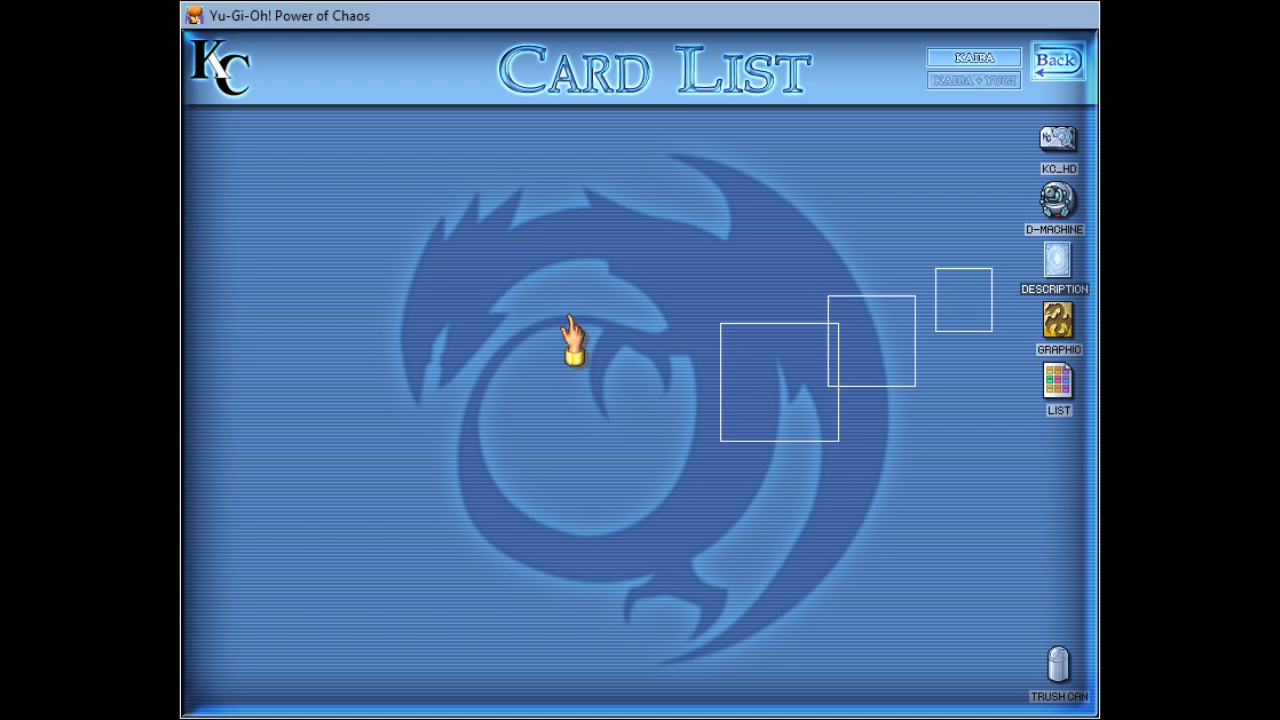 Yu-Gi-Oh! Power of Chaos
KC
CARD LIST
KAIBA
KAIBA + YUGI
Back
KC
KC_HD
D-MACHINE
DESCRIPTION
GRAPHIC
LIST
TRUSH CAN